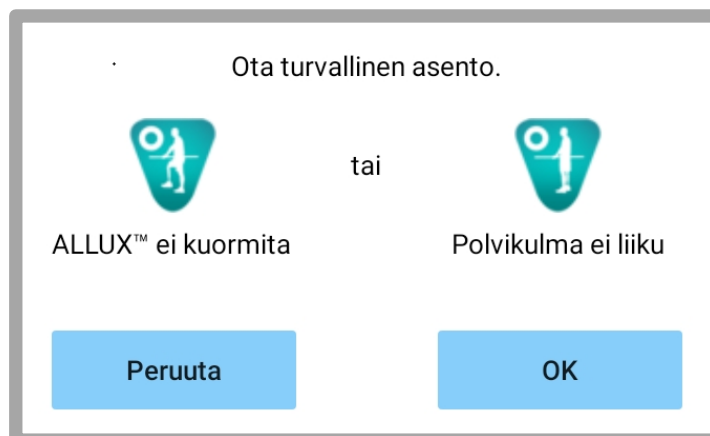 Ota turvallinen asento.
tai
ALLUX™ ei kuormita
Polvikulma ei liiku
Peruuta
OK